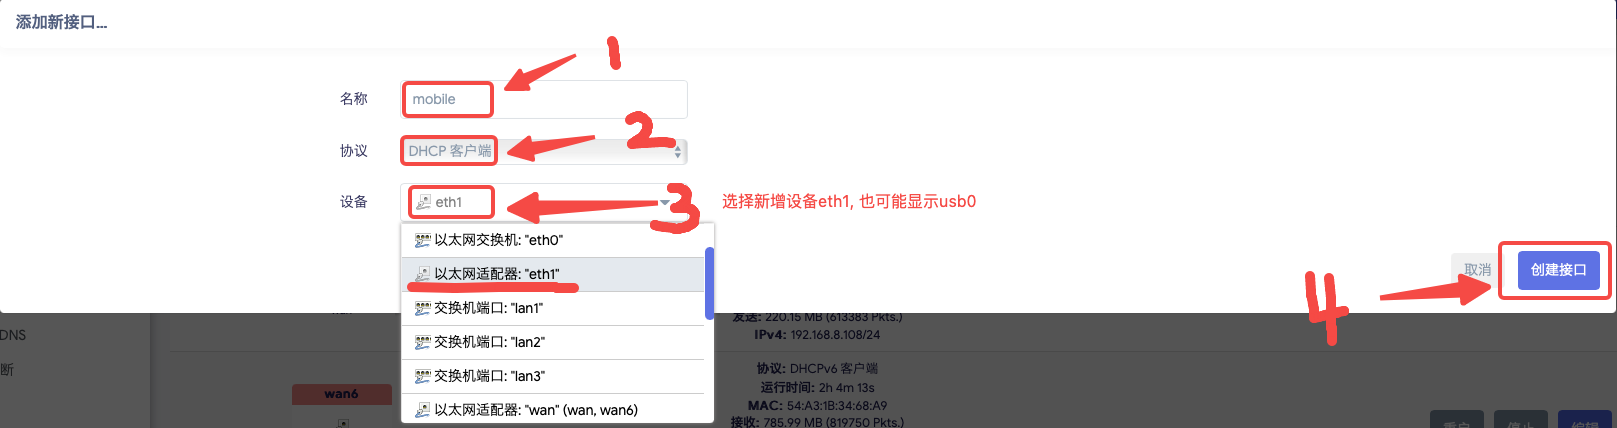 添加新接口...
1
名称
mobile
2
协议
DHCP 客户端
3
设备
eth1
选择新增设备eth1, 也可能显示usb0
以太网交换机: "eth0"
以太网适配器: "eth1"
交换机端口: "lan1"
交换机端口: "lan2"
交换机端口: "lan3"
以太网适配器: "wan" (wan, wan6)
取消
创建接口
4
DNS
断
发送: 220.15 MB (613383 Pkts.)
IPv4: 192.168.8.108/24
wan6
协议: DHCPv6 客户端
运行时间: 2h 4m 13s
MAC: 54:A3:1B:34:68:A9
接收: 785.99 MB (819750 Pkts.)
重启
停止
编辑